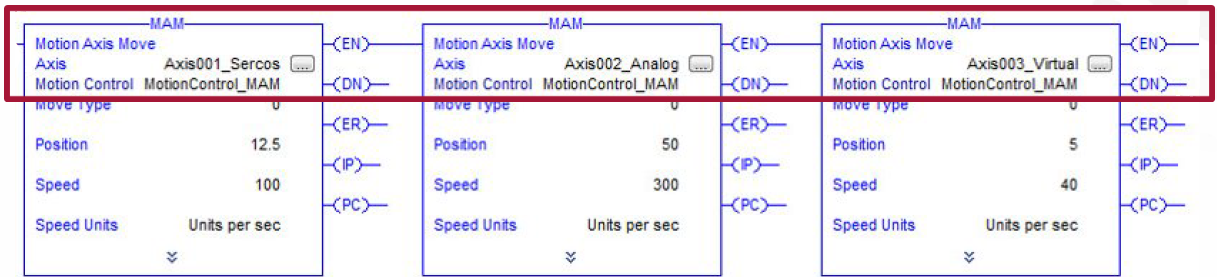 MAM MAM MAM
Motion Axis Move (EN) Motion Axis Move (EN) Motion Axis Move (EN)
Axis Axis001_Sercos ... Axis Axis002_Analog ... Axis Axis003_Virtual ...
Motion Control MotionControl_MAM (DN) Motion Control MotionControl_MAM (DN) Motion Control MotionControl_MAM (DN)
Move Type 0 Move Type 0 Move Type 0
(ER) (ER) (ER)
Position 12.5 Position 50 Position 5
(IP) (IP) (IP)
Speed 100 Speed 300 Speed 40
(PC) (PC) (PC)
Speed Units Units per sec Speed Units Units per sec Speed Units Units per sec